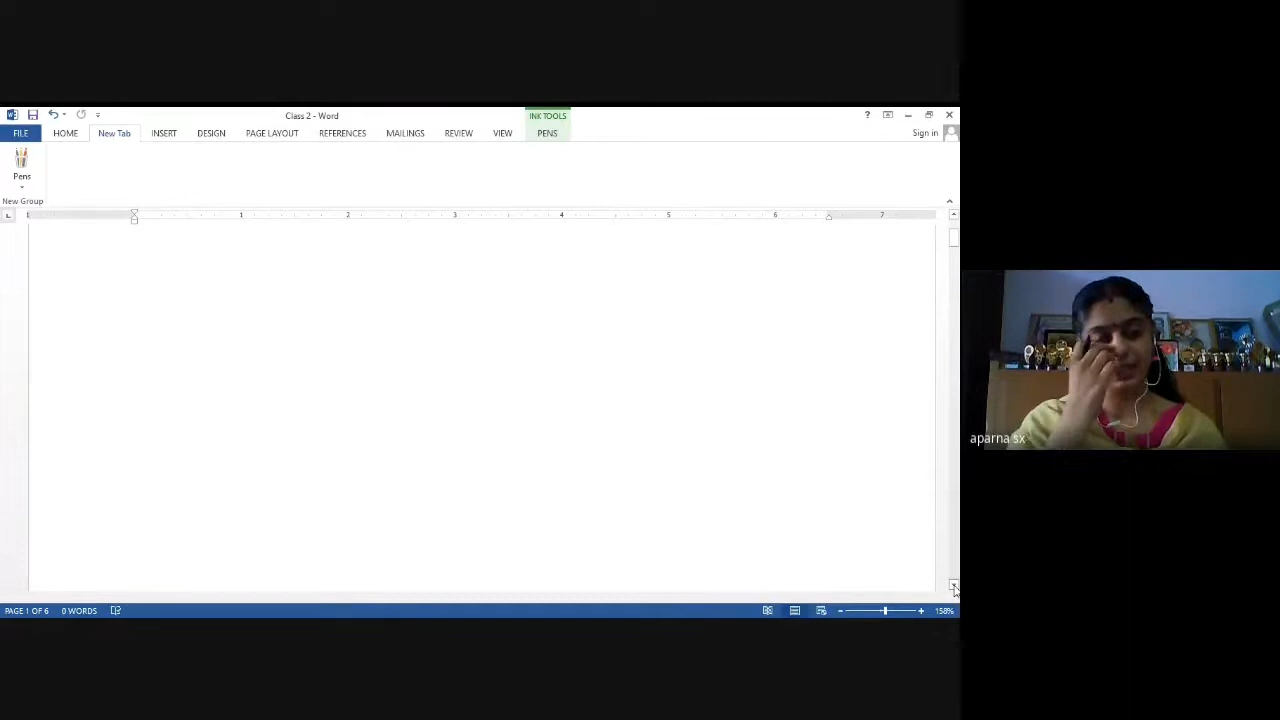 Class 2 - Word
INK TOOLS
?
FILE
HOME
New Tab
INSERT
DESIGN
PAGE LAYOUT
REFERENCES
MAILINGS
REVIEW
VIEW
PENS
Sign in
Pens
New Group
1 1 2 3 4 5 6 7
aparna sx
PAGE 1 OF 6 0 WORDS
158%